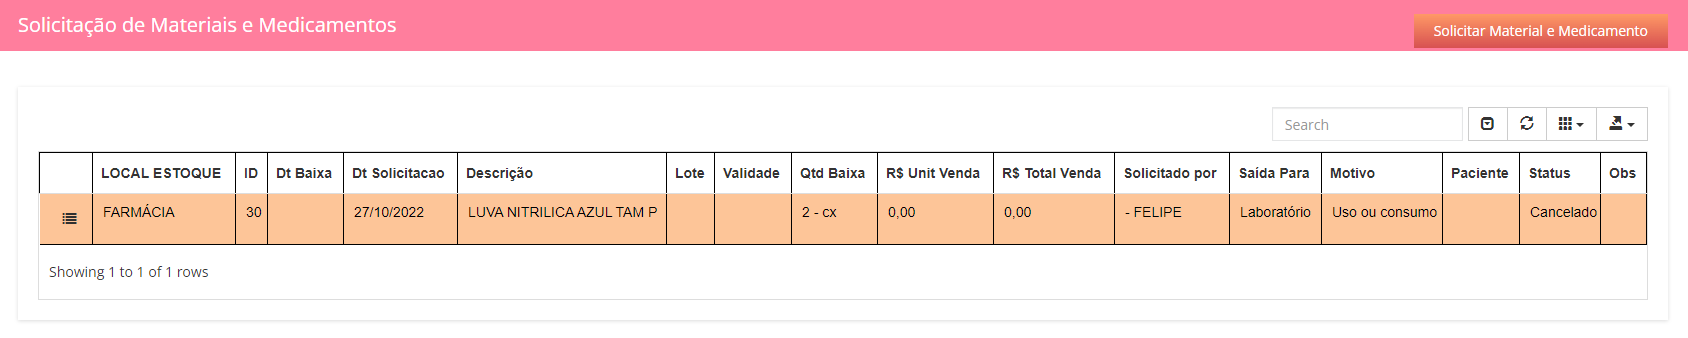 Solicitação de Materiais e Medicamentos
Solicitar Material e Medicamento
Search
LOCAL ESTOQUE ID Dt Baixa Dt Solicitacao Descrição Lote Validade Qtd Baixa R$ Unit Venda R$ Total Venda Solicitado por Saída Para Motivo Paciente Status Obs
FARMÁCIA 30 27/10/2022 LUVA NITRILICA AZUL TAM P 2 - cx 0,00 0,00 - FELIPE Laboratório Uso ou consumo Cancelado
Showing 1 to 1 of 1 rows